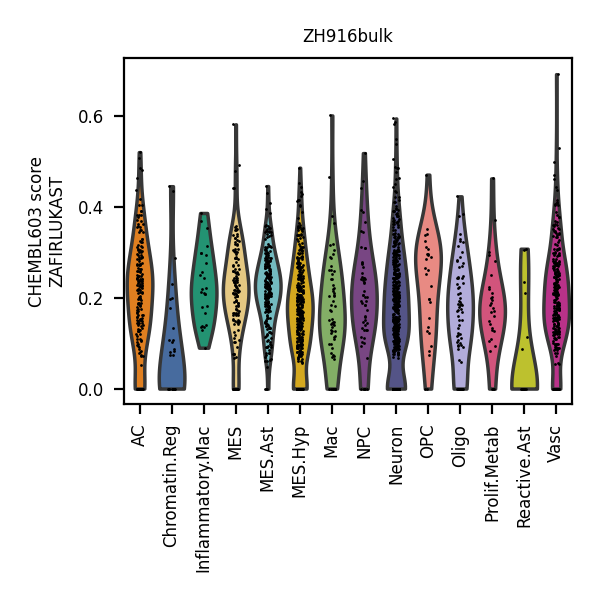 ZH916bulk
CHEMBL603 score
ZAFIRLUKAST
0.6
0.4
0.2
0.0
AC
Chromatin.Reg
Inflammatory.Mac
MES
MES.Ast
MES.Hyp
Mac
NPC
Neuron
OPC
Oligo
Prolif.Metab
Reactive.Ast
Vasc